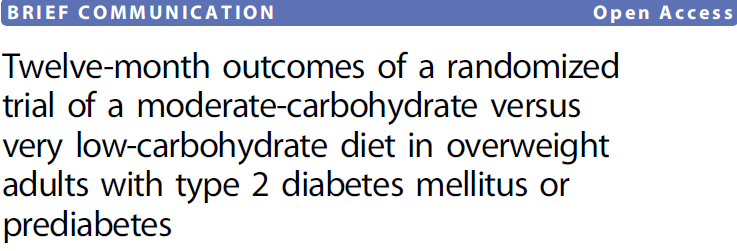 BRIEF COMMUNICATION Open Access
Twelve-month outcomes of a randomized
trial of a moderate-carbohydrate versus
very low-carbohydrate diet in overweight
adults with type 2 diabetes mellitus or
prediabetes